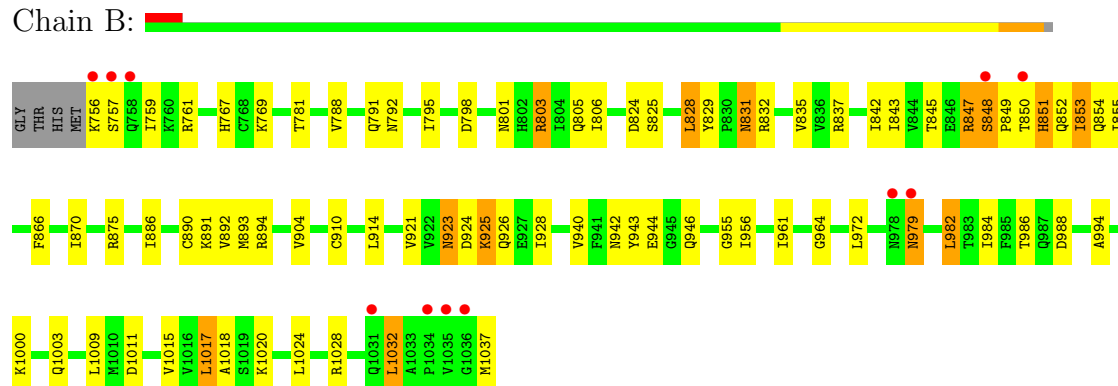 Chain B:
GLY THR HIS MET K756 S757 Q758 I759 K760 R761 H767 C768 K769 T781 V788 Q791 N792 I795 D798 N801 H802 R803 I804 Q805 I806 D824 S825 L828 Y829 P830 N831 R832 V835 V836 R837 I842 I843 V844 T845 E846 R847 S848 P849 T850 H851 Q852 I853 Q854 I855
F866 I870 R875 I886 C890 K891 V892 M893 R894 V904 C910 L914 V921 V922 N923 D924 K925 Q926 E927 I928 V940 F941 N942 Y943 E944 G945 Q946 G955 I956 I961 G964 L972 N978 N979 L982 T983 I984 F985 T986 Q987 D988 A994
K1000 Q1003 L1009 M1010 D1011 V1015 V1016 L1017 A1018 S1019 K1020 L1024 R1028 Q1031 L1032 A1033 P1034 V1035 G1036 M1037